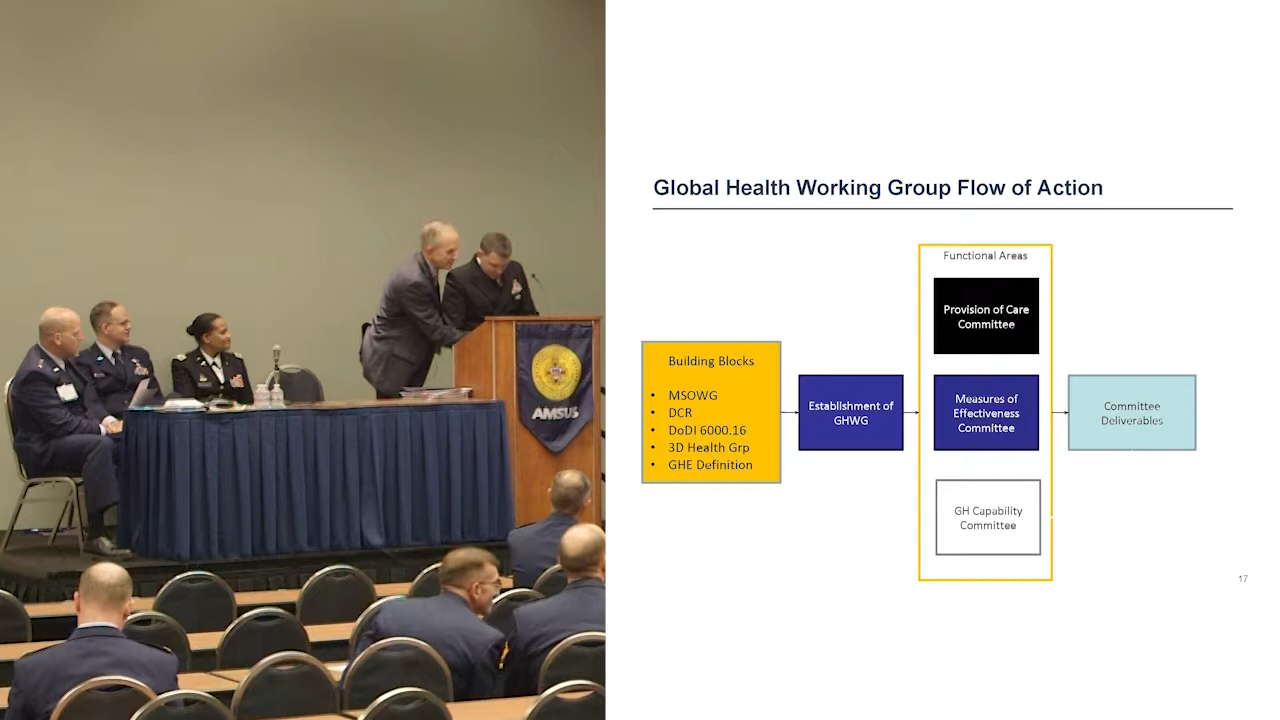 AMSUS
Global Health Working Group Flow of Action
Functional Areas
Provision of Care
Committee
Building Blocks
• MSOWG
• DCR
• DoDI 6000.16
• 3D Health Grp
• GHE Definition
Establishment of
GHWG
Measures of
Effectiveness
Committee
Committee
Deliverables
GH Capability
Committee
17